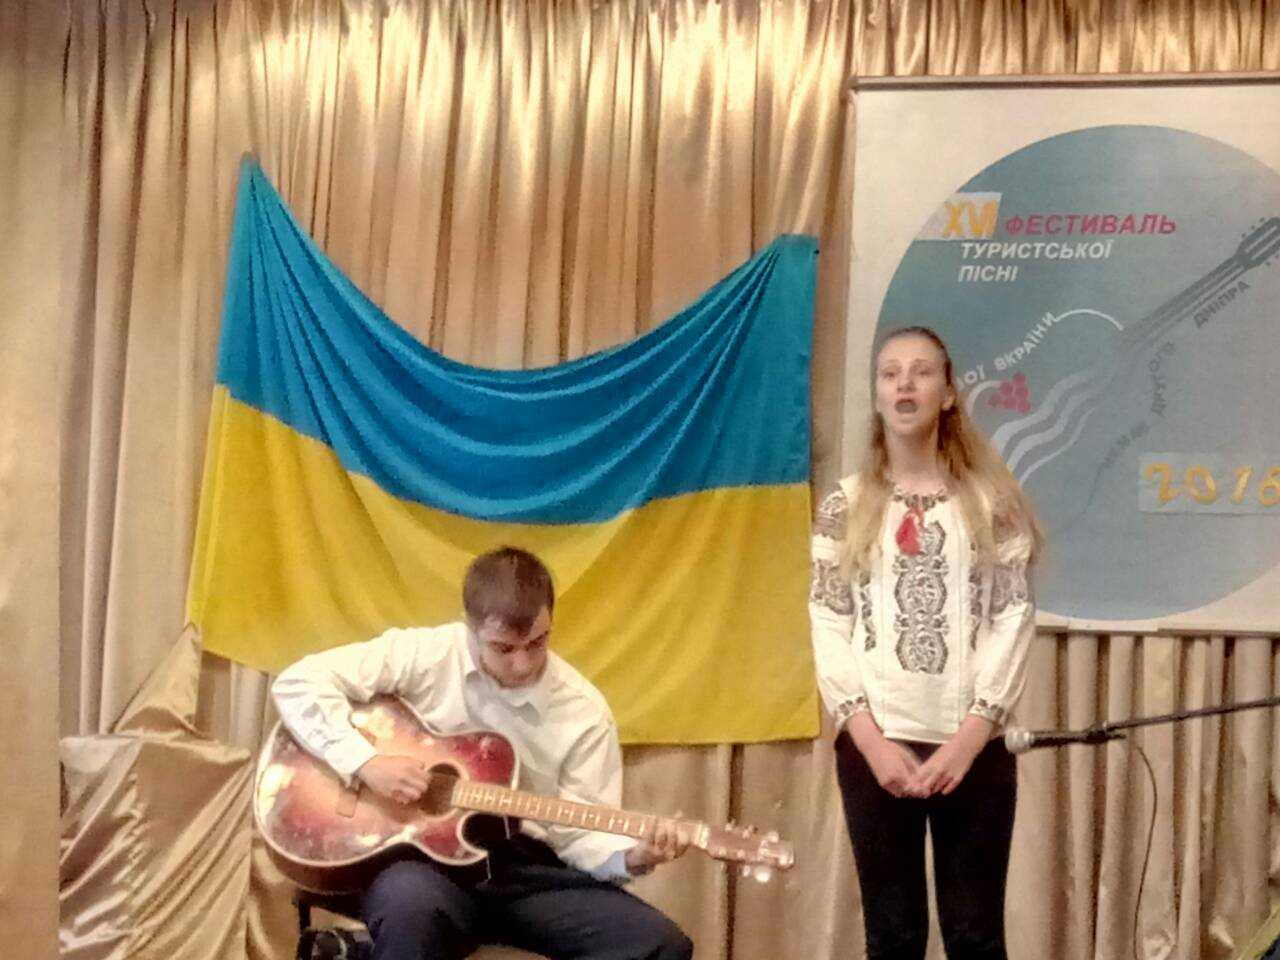 XVI ФЕСТИВАЛЬ
ТУРИСТСЬКОЇ
ПІСНІ
ВКРАЇНИ
ДНІПРА
2016